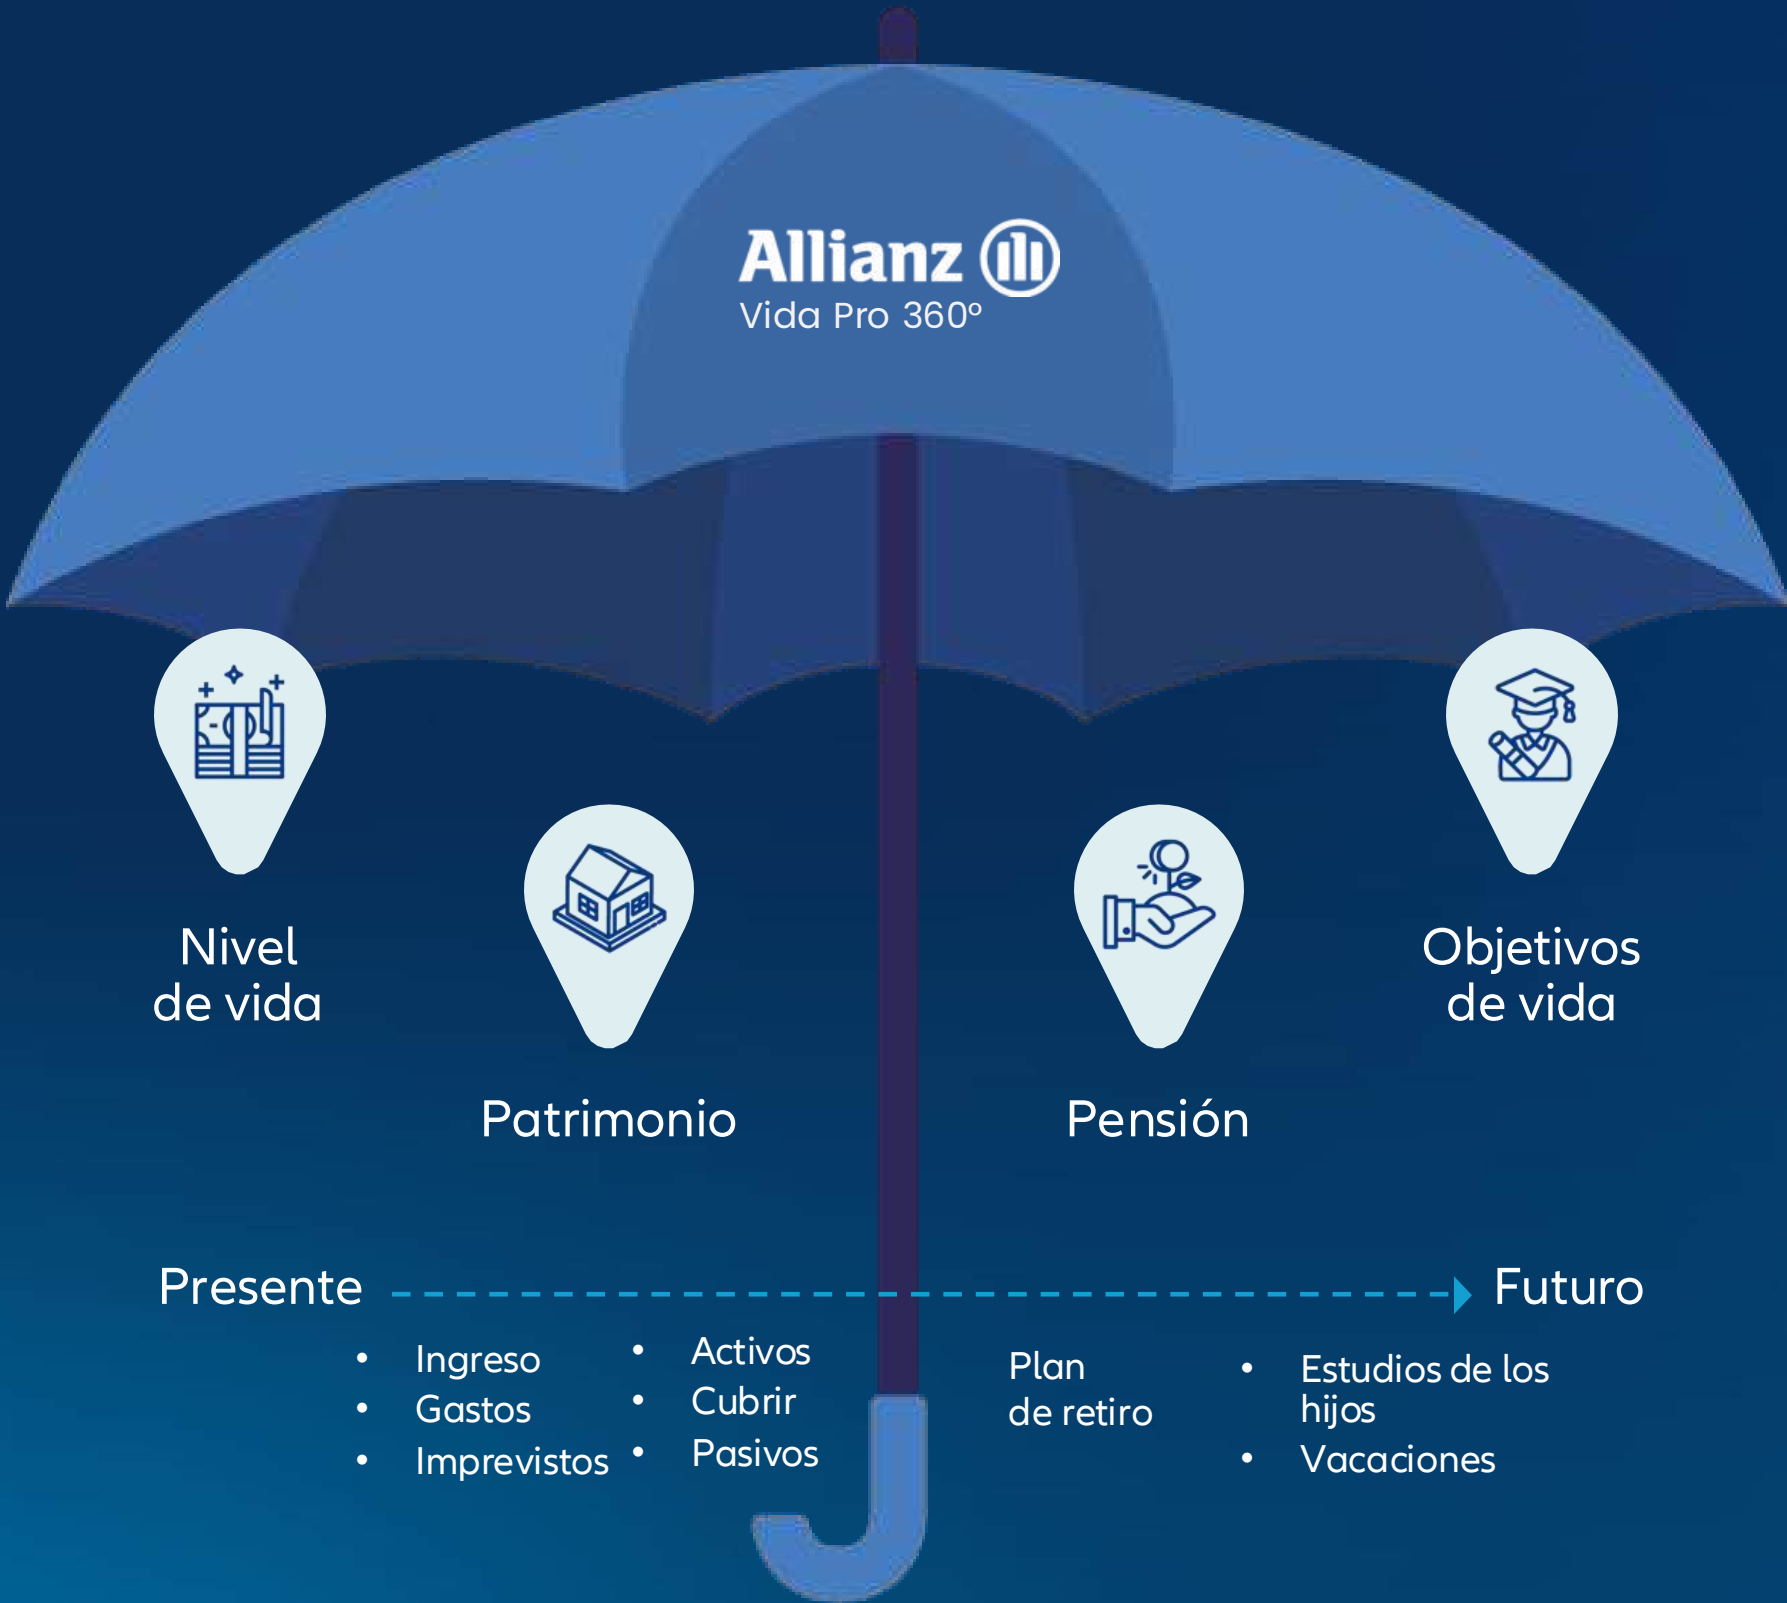 Allianz
Vida Pro 360º
Nivel
de vida
Patrimonio
Pensión
Objetivos
de vida
Presente
Futuro
• Ingreso
• Gastos
• Imprevistos
• Activos
• Cubrir
• Pasivos
Plan
de retiro
• Estudios de los
hijos
• Vacaciones